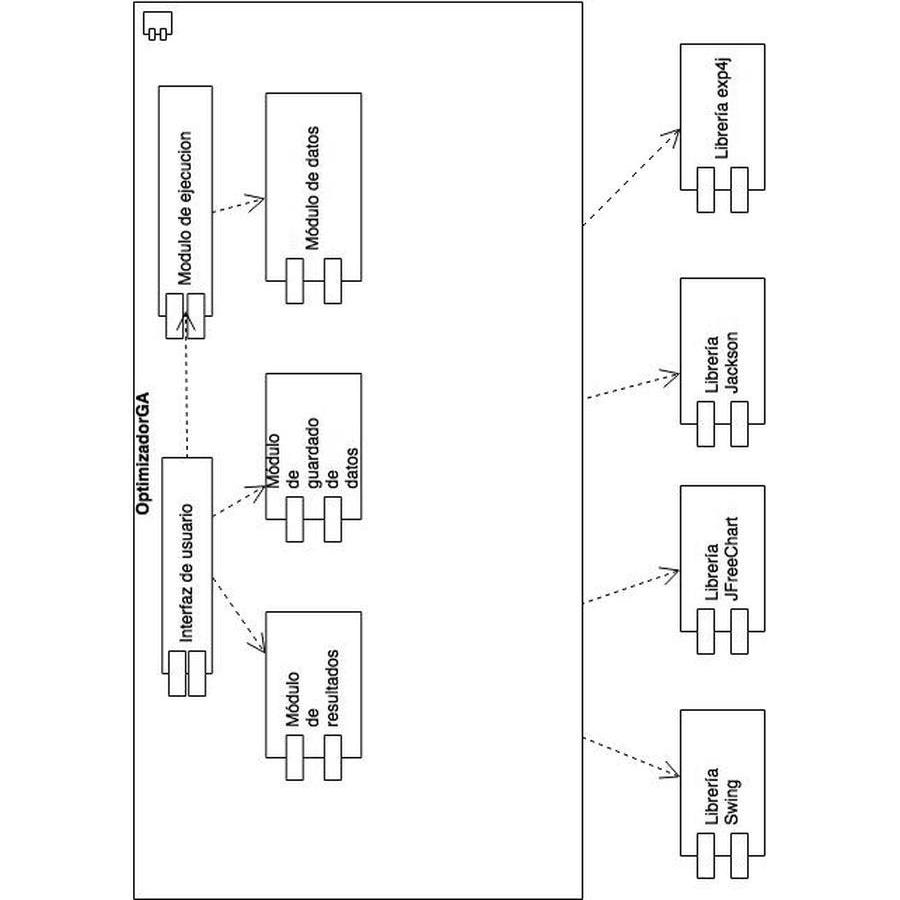 OptimizadorGA
Interfaz de usuario
Modulo de ejecucion
Módulo
de
resultados
Módulo
de
guardado
de
datos
Módulo de datos
Librería
Swing
Librería
JFreeChart
Librería
Jackson
Librería exp4j